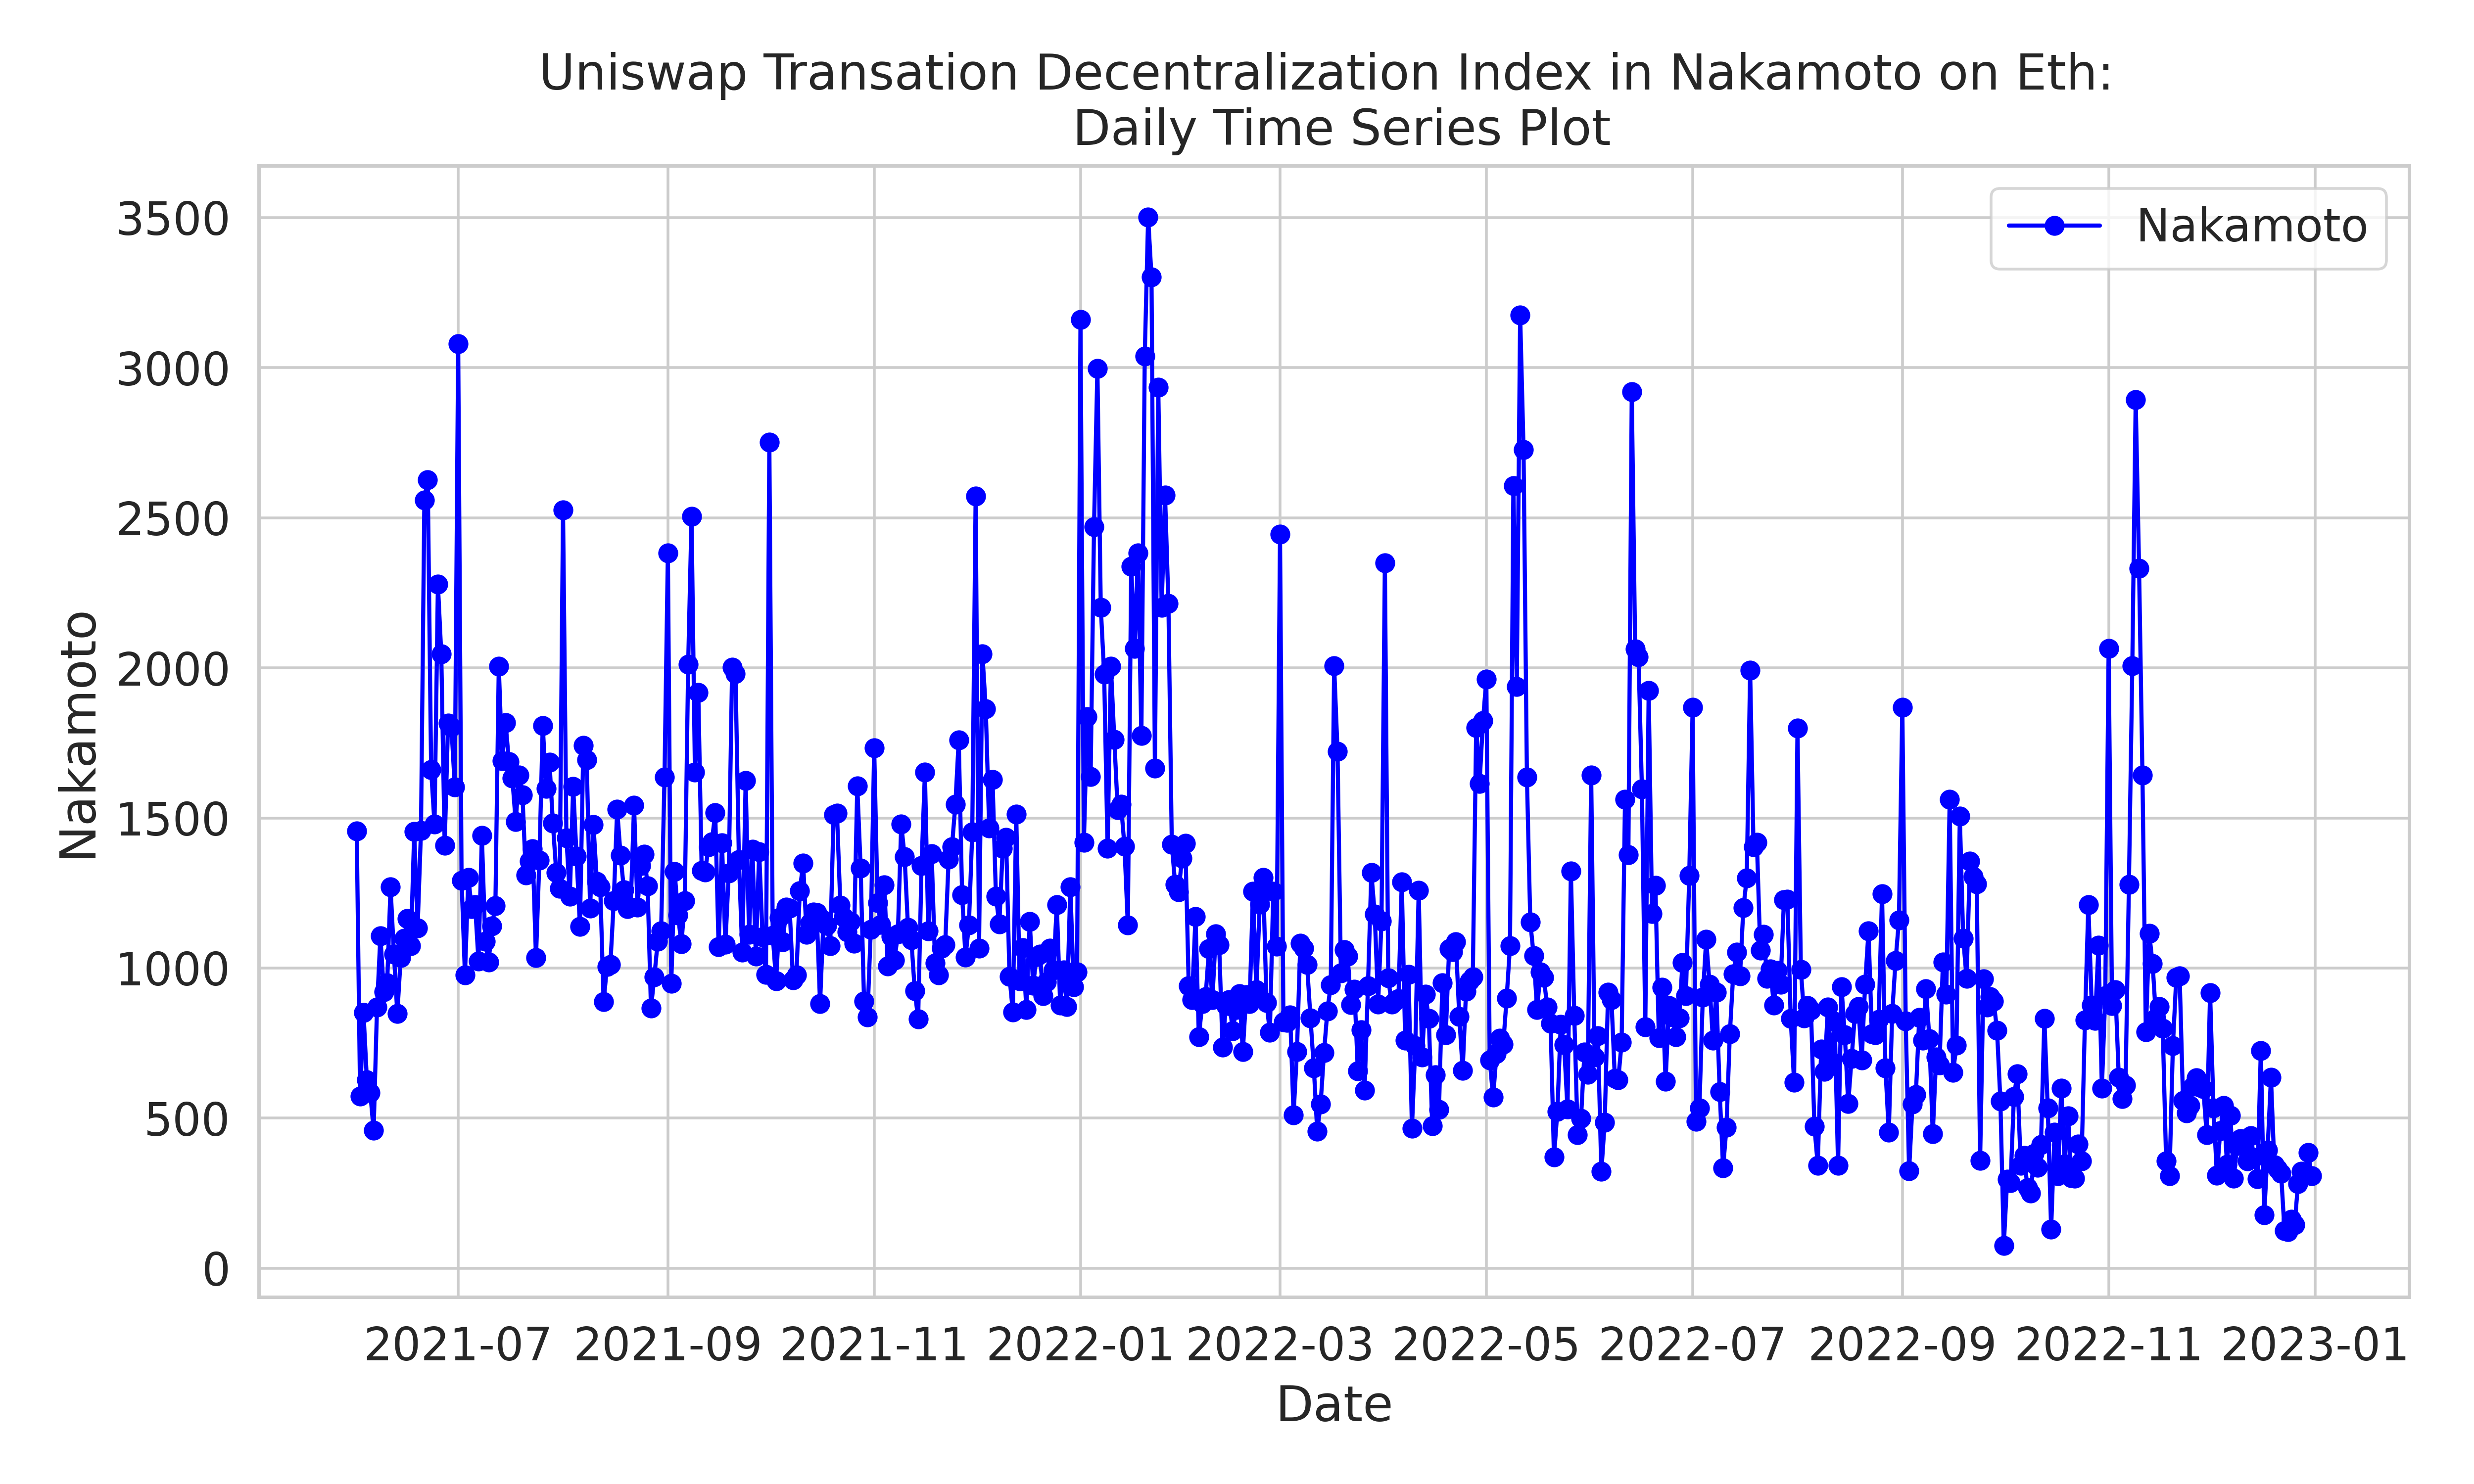 Uniswap Transation Decentralization Index in Nakamoto on Eth:
Daily Time Series Plot
Nakamoto
3500
3000
2500
2000
1500
1000
500
0
Nakamoto
2021-07 2021-09 2021-11 2022-01 2022-03 2022-05 2022-07 2022-09 2022-11 2023-01
Date